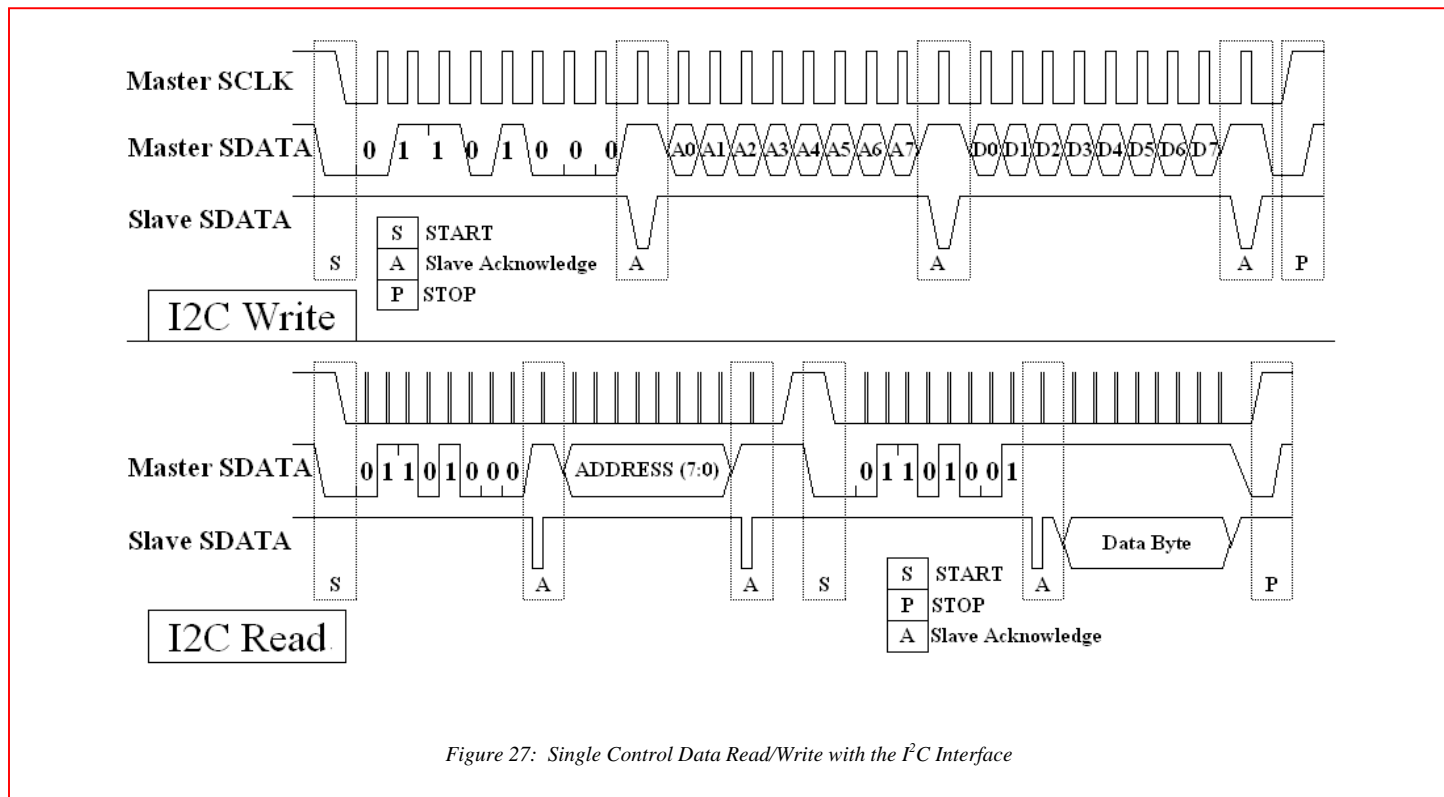 Master SCLK
Master SDATA 0 1 1 0 1 0 0 0 A0 A1 A2 A3 A4 A5 A6 A7 D0 D1 D2 D3 D4 D5 D6 D7
Slave SDATA
S START
A Slave Acknowledge
P STOP
S A A A P
I2C Write
Master SDATA 0 1 1 0 1 0 0 0 ADDRESS (7:0) 0 1 1 0 1 0 0 1
Slave SDATA Data Byte
S A A S A P
S START
P STOP
A Slave Acknowledge
I2C Read
Figure 27: Single Control Data Read/Write with the I²C Interface